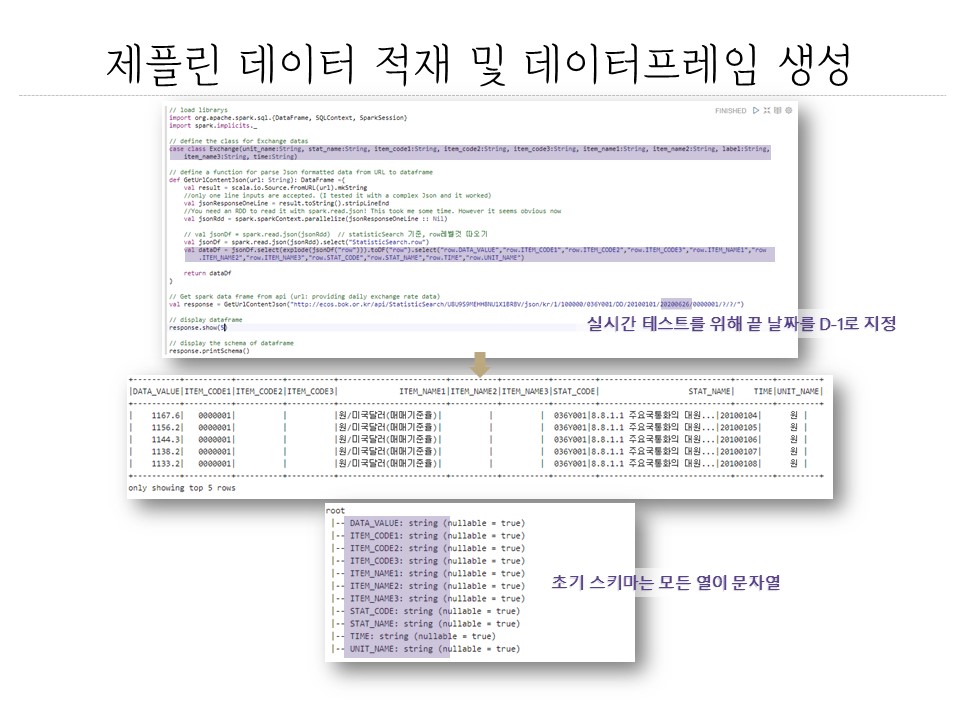 제플린 데이터 적재 및 데이터프레임 생성
FINISHED
// load librarys
import org.apache.spark.sql.{DataFrame, SQLContext, SparkSession}
import spark.implicits._
// define the class for Exchange datas
case class Exchange(unit_name:String, stat_name:String, item_code1:String, item_code2:String, item_code3:String, item_name1:String, item_name2:String, label:String,
item_name3:String, time:String)
// define a function for parse Json formatted data from URL to dataframe
def GetUrlContentJson(url: String): DataFrame ={
val result = scala.io.Source.fromURL(url).mkString
//only one line inputs are accepted. (I tested it with a complex Json and it worked)
val jsonResponseOneLine = result.toString().stripLineEnd
//You need an RDD to read it with spark.read.json! This took me some time. However it seems obvious now
val jsonRdd = spark.sparkContext.parallelize(jsonResponseOneLine :: Nil)
// val jsonDf = spark.read.json(jsonRdd) // statisticSearch 기준, row레벨것 따오기
val jsonDf = spark.read.json(jsonRdd).select("StatisticSearch.row")
val dataDf = jsonDf.select(explode(jsonDf("row"))).toDF("row").select("row.DATA_VALUE","row.ITEM_CODE1","row.ITEM_CODE2","row.ITEM_CODE3","row.ITEM_NAME1","row
.ITEM_NAME2","row.ITEM_NAME3","row.STAT_CODE","row.STAT_NAME","row.TIME","row.UNIT_NAME")
return dataDf
}
// Get spark data frame from api (url: providing daily exchange rate data)
val response = GetUrlContentJson("http://ecos.bok.or.kr/api/StatisticSearch/U8U9S9MEHHBNU1X1BRBV/json/kr/1/100000/036Y001/DD/20100101/20200626/0000001/?/?/")
// display dataframe
response.show(5)
실시간 테스트를 위해 끝 날짜를 D-1로 지정
// display the schema of dataframe
response.printSchema()
+----------+----------+----------+----------+--------------------+----------+----------+---------+--------------------+--------+---------+
|DATA_VALUE|ITEM_CODE1|ITEM_CODE2|ITEM_CODE3| ITEM_NAME1|ITEM_NAME2|ITEM_NAME3|STAT_CODE| STAT_NAME| TIME|UNIT_NAME|
+----------+----------+----------+----------+--------------------+----------+----------+---------+--------------------+--------+---------+
| 1167.6| 0000001| | |원/미국달러(매매기준율)| | | 036Y001|8.8.1.1 주요국통화의 대원...|20100104| 원 |
| 1156.2| 0000001| | |원/미국달러(매매기준율)| | | 036Y001|8.8.1.1 주요국통화의 대원...|20100105| 원 |
| 1144.3| 0000001| | |원/미국달러(매매기준율)| | | 036Y001|8.8.1.1 주요국통화의 대원...|20100106| 원 |
| 1138.2| 0000001| | |원/미국달러(매매기준율)| | | 036Y001|8.8.1.1 주요국통화의 대원...|20100107| 원 |
| 1133.2| 0000001| | |원/미국달러(매매기준율)| | | 036Y001|8.8.1.1 주요국통화의 대원...|20100108| 원 |
+----------+----------+----------+----------+--------------------+----------+----------+---------+--------------------+--------+---------+
only showing top 5 rows
root
|-- DATA_VALUE: string (nullable = true)
|-- ITEM_CODE1: string (nullable = true)
|-- ITEM_CODE2: string (nullable = true)
|-- ITEM_CODE3: string (nullable = true)
|-- ITEM_NAME1: string (nullable = true)
|-- ITEM_NAME2: string (nullable = true)
|-- ITEM_NAME3: string (nullable = true)
|-- STAT_CODE: string (nullable = true)
|-- STAT_NAME: string (nullable = true)
|-- TIME: string (nullable = true)
|-- UNIT_NAME: string (nullable = true)
초기 스키마는 모든 열이 문자열